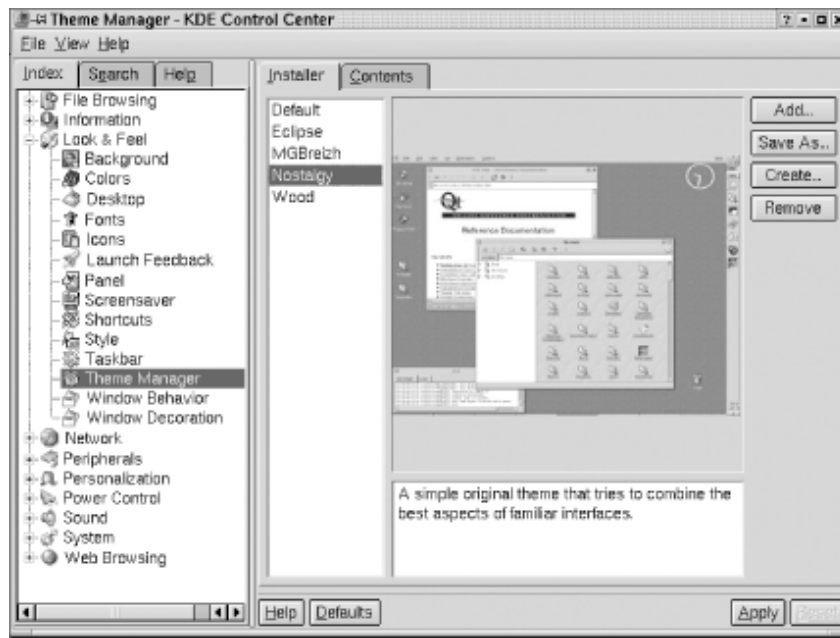 Theme Manager - KDE Control Center
File View Help
Index Search Help
File Browsing
Information
Look & Feel
Background
Colors
Desktop
Fonts
Icons
Launch Feedback
Panel
Screensaver
Shortcuts
Style
Taskbar
Theme Manager
Window Behavior
Window Decoration
Network
Peripherals
Personalization
Power Control
Sound
System
Web Browsing
Installer Contents
Default
Eclipse
MGBreizh
Nostalgy
Wood
Reference Documentation
A simple original theme that tries to combine the
best aspects of familiar interfaces.
Add...
Save As...
Create...
Remove
Help Defaults
Apply Reset